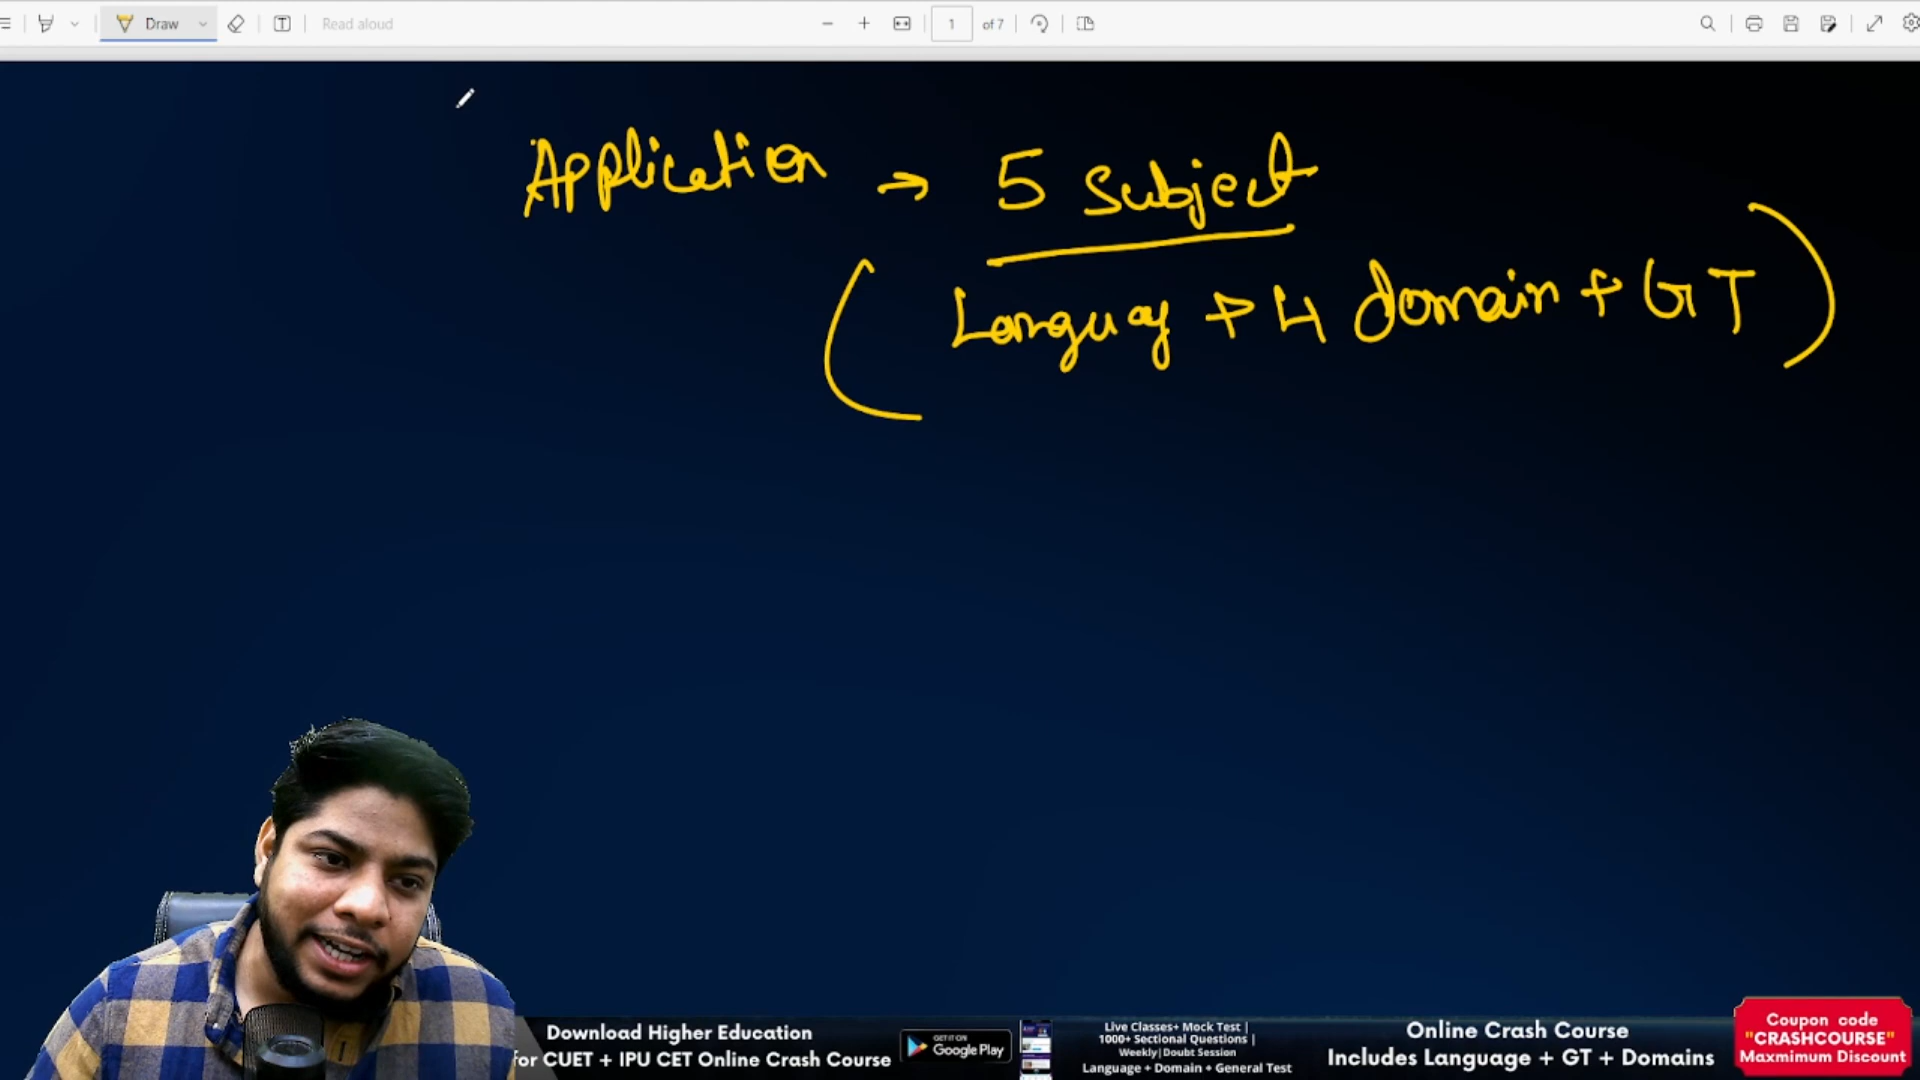 Draw
Read aloud
1 of 7
Application → 5 Subject
( Languag + 4 domain + GT )
Download Higher Education
for CUET + IPU CET Online Crash Course
GET IT ON
Google Play
Live Classes+ Mock Test |
1000+ Sectional Questions |
Weekly|Doubt Session
Language + Domain + General Test
Online Crash Course
Includes Language + GT + Domains
Coupon code
"CRASHCOURSE"
Maxmimum Discount